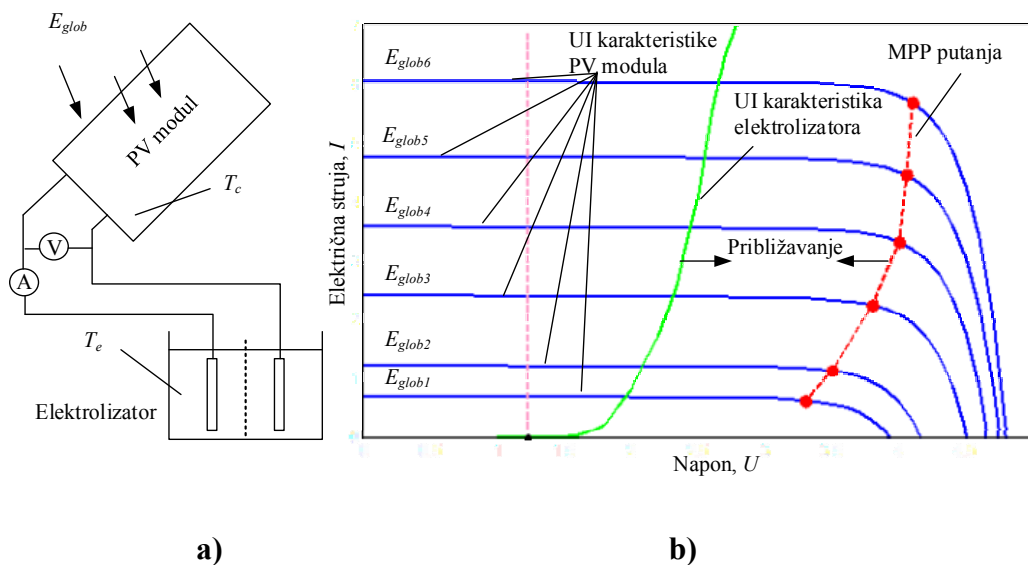 E_glob
PV modul
T_c
V
A
T_e
Elektrolizator
a)
Električna struja, I
E_glob6
E_glob5
E_glob4
E_glob3
E_glob2
E_glob1
UI karakteristike
PV modula
MPP putanja
UI karakteristika
elektrolizatora
Približavanje
Napon, U
b)